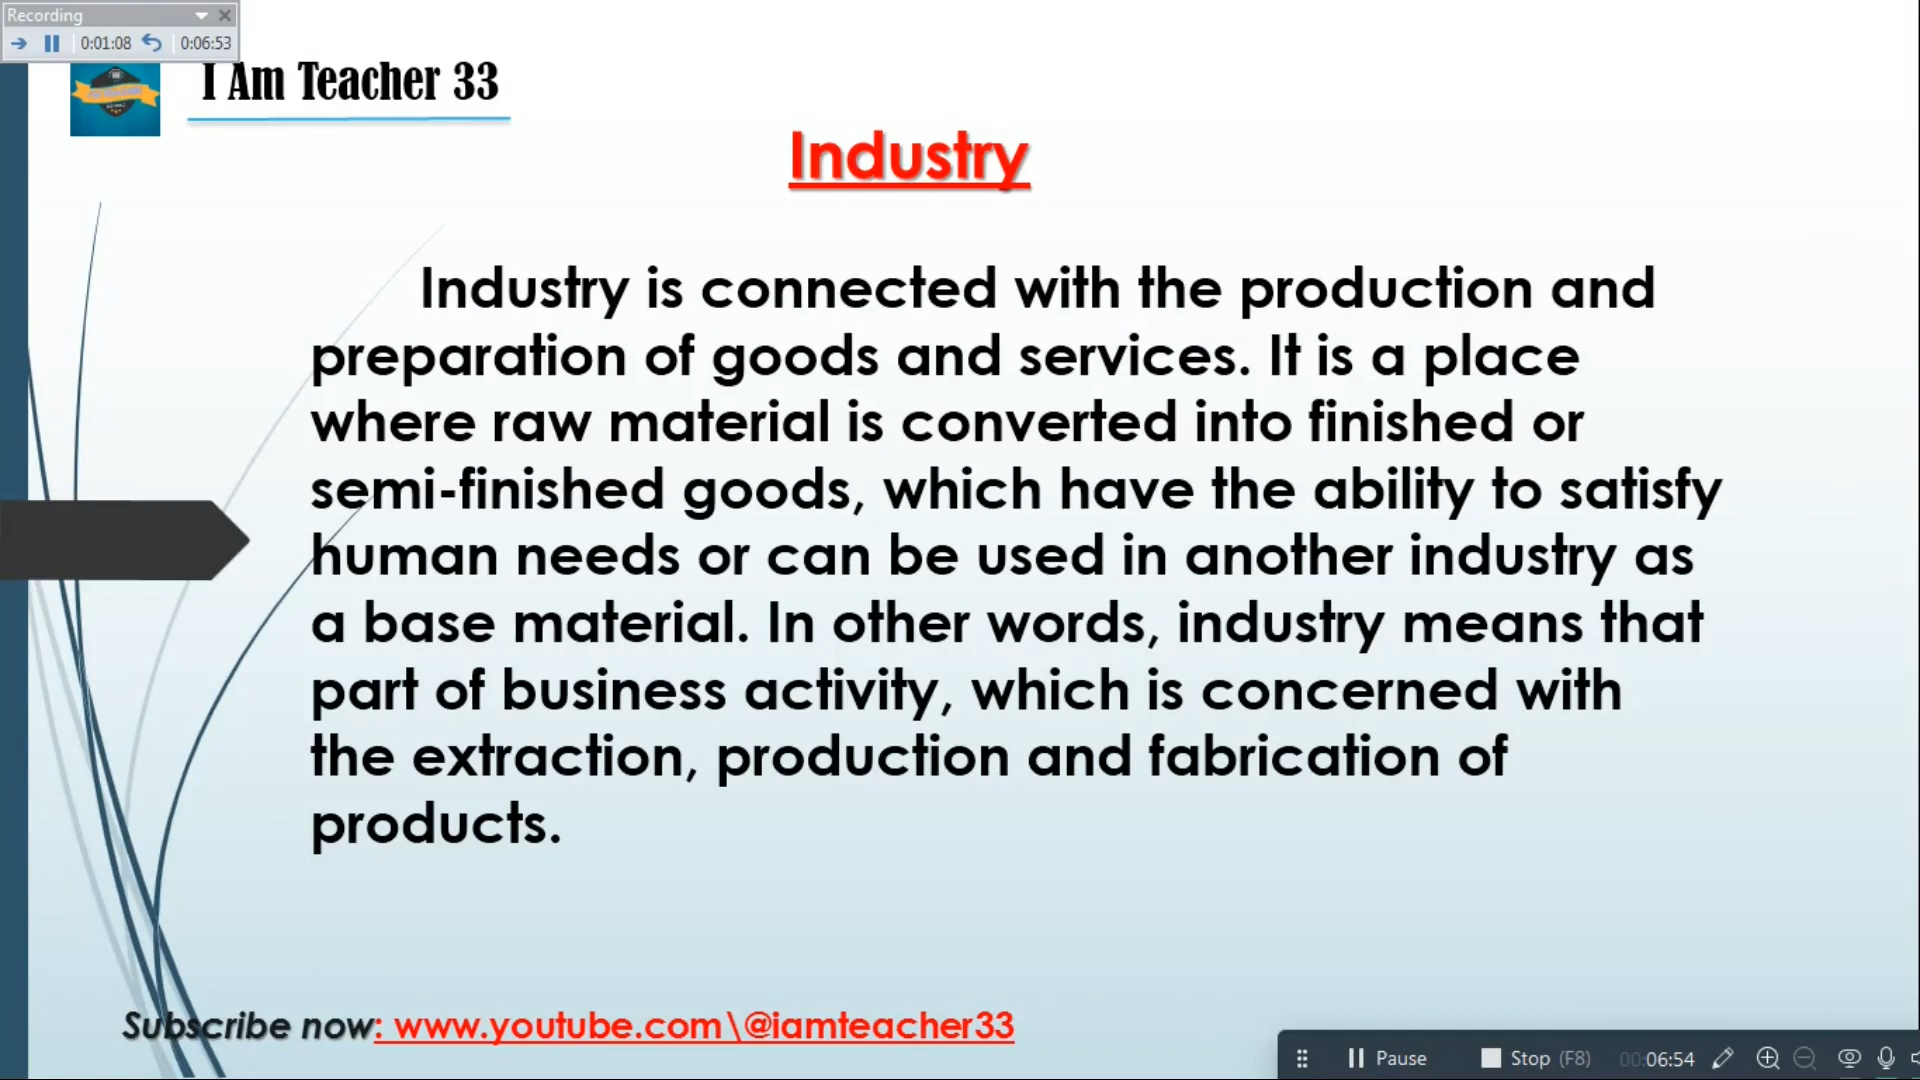 Recording
0:01:08 0:06:53
I Am Teacher 33
Industry
Industry is connected with the production and
preparation of goods and services. It is a place
where raw material is converted into finished or
semi-finished goods, which have the ability to satisfy
human needs or can be used in another industry as
a base material. In other words, industry means that
part of business activity, which is concerned with
the extraction, production and fabrication of
products.
Subscribe now: www.youtube.com\@iamteacher33
Pause Stop (F8) 00:06:54